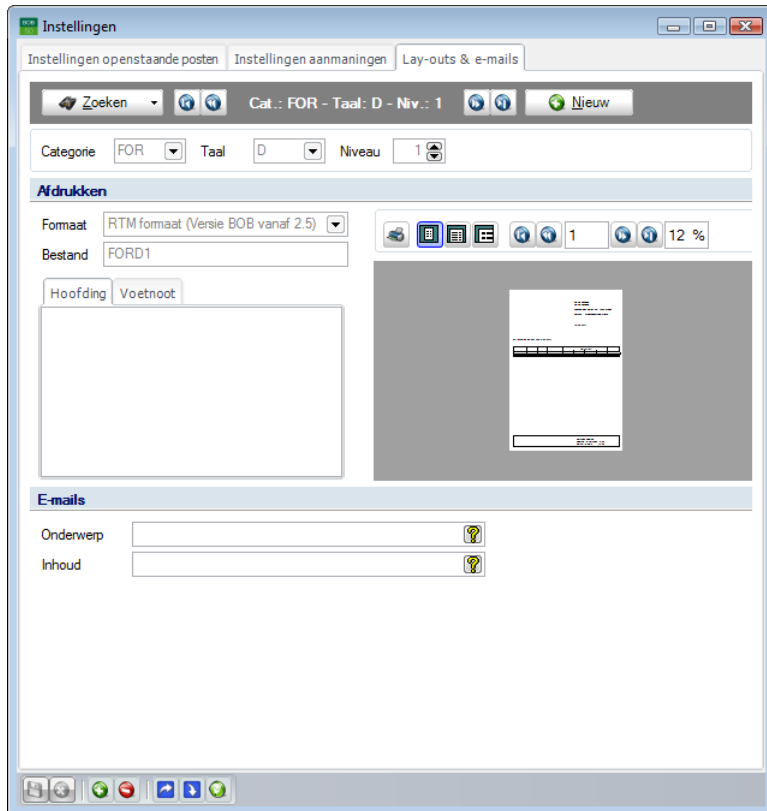 BOB 50 Instellingen
Instellingen openstaande posten Instellingen aanmaningen Lay-outs & e-mails
Zoeken Cat.: FOR - Taal: D - Niv.: 1 Nieuw
Categorie FOR Taal D Niveau 1
Afdrukken
Formaat RTM formaat (Versie BOB vanaf 2.5) 1 12 %
Bestand FORD1
Hoofding Voetnoot
E-mails
Onderwerp ?
Inhoud ?